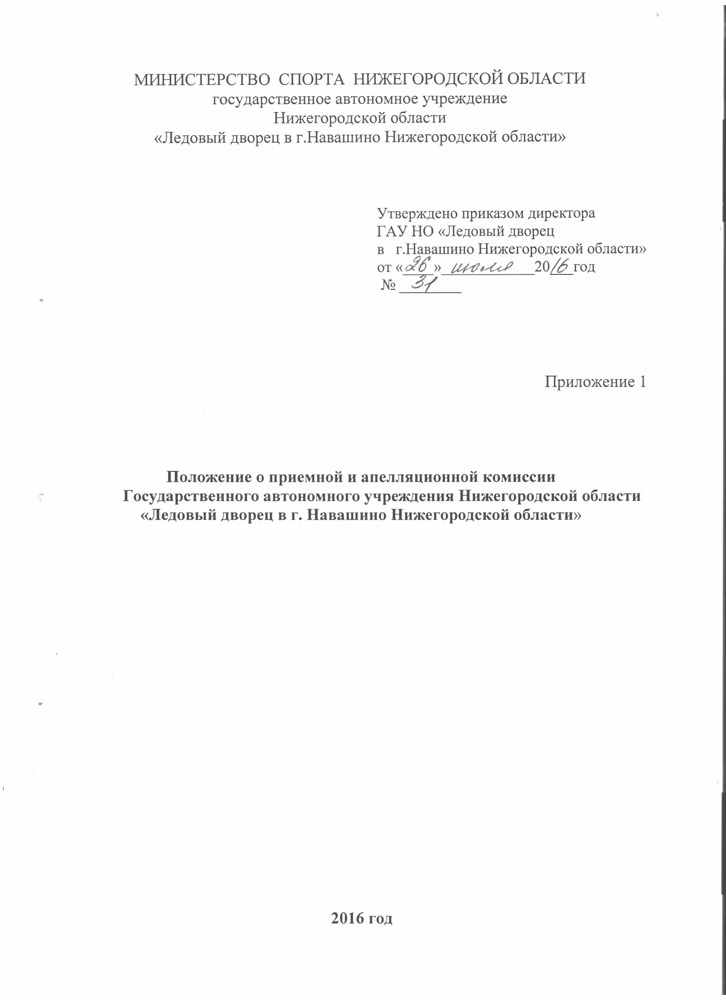 МИНИСТЕРСТВО СПОРТА НИЖЕГОРОДСКОЙ ОБЛАСТИ
государственное автономное учреждение
Нижегородской области
«Ледовый дворец в г.Навашино Нижегородской области»
Утверждено приказом директора
ГАУ НО «Ледовый дворец
в г.Навашино Нижегородской области»
от «26» июля 2016 год
№ 31
Приложение 1
Положение о приемной и апелляционной комиссии
Государственного автономного учреждения Нижегородской области
«Ледовый дворец в г. Навашино Нижегородской области»
2016 год